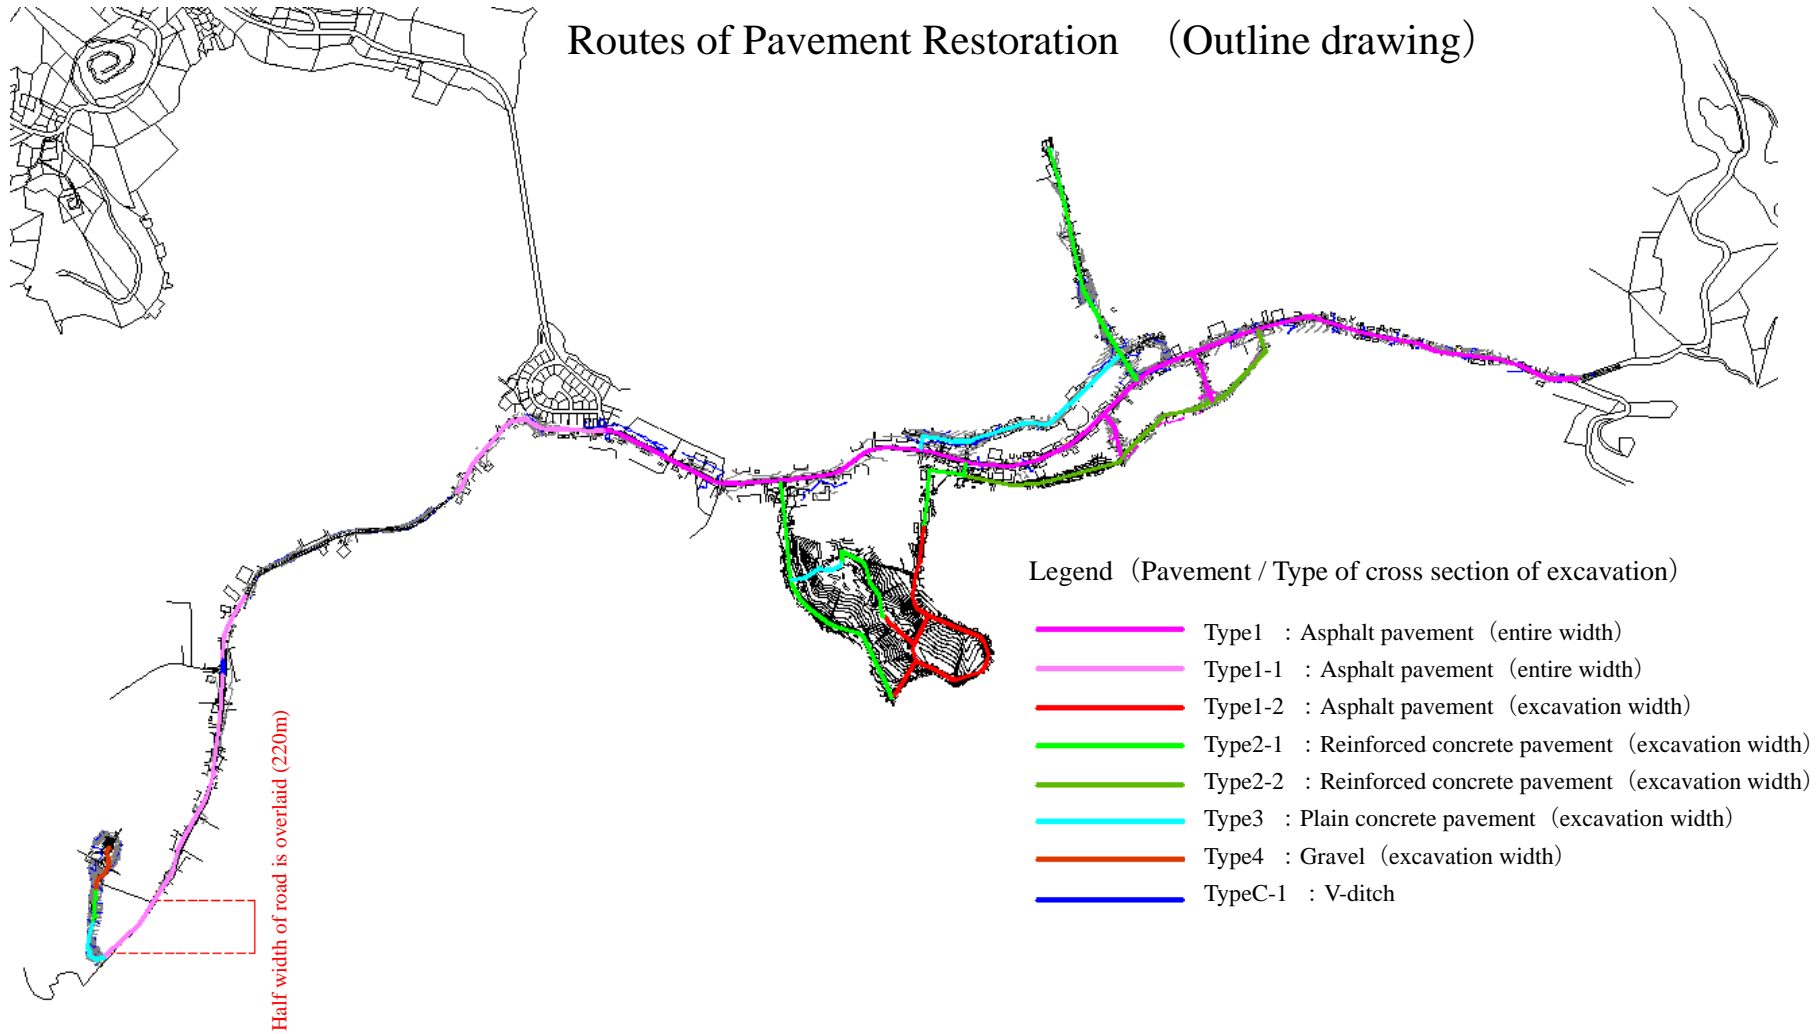 Routes of Pavement Restoration （Outline drawing）
Legend（Pavement / Type of cross section of excavation）
Type1 : Asphalt pavement（entire width）
Type1-1 : Asphalt pavement（entire width）
Type1-2 : Asphalt pavement（excavation width）
Type2-1 : Reinforced concrete pavement（excavation width）
Type2-2 : Reinforced concrete pavement（excavation width）
Type3 : Plain concrete pavement（excavation width）
Type4 : Gravel（excavation width）
TypeC-1 : V-ditch
Half width of road is overlaid (220m)